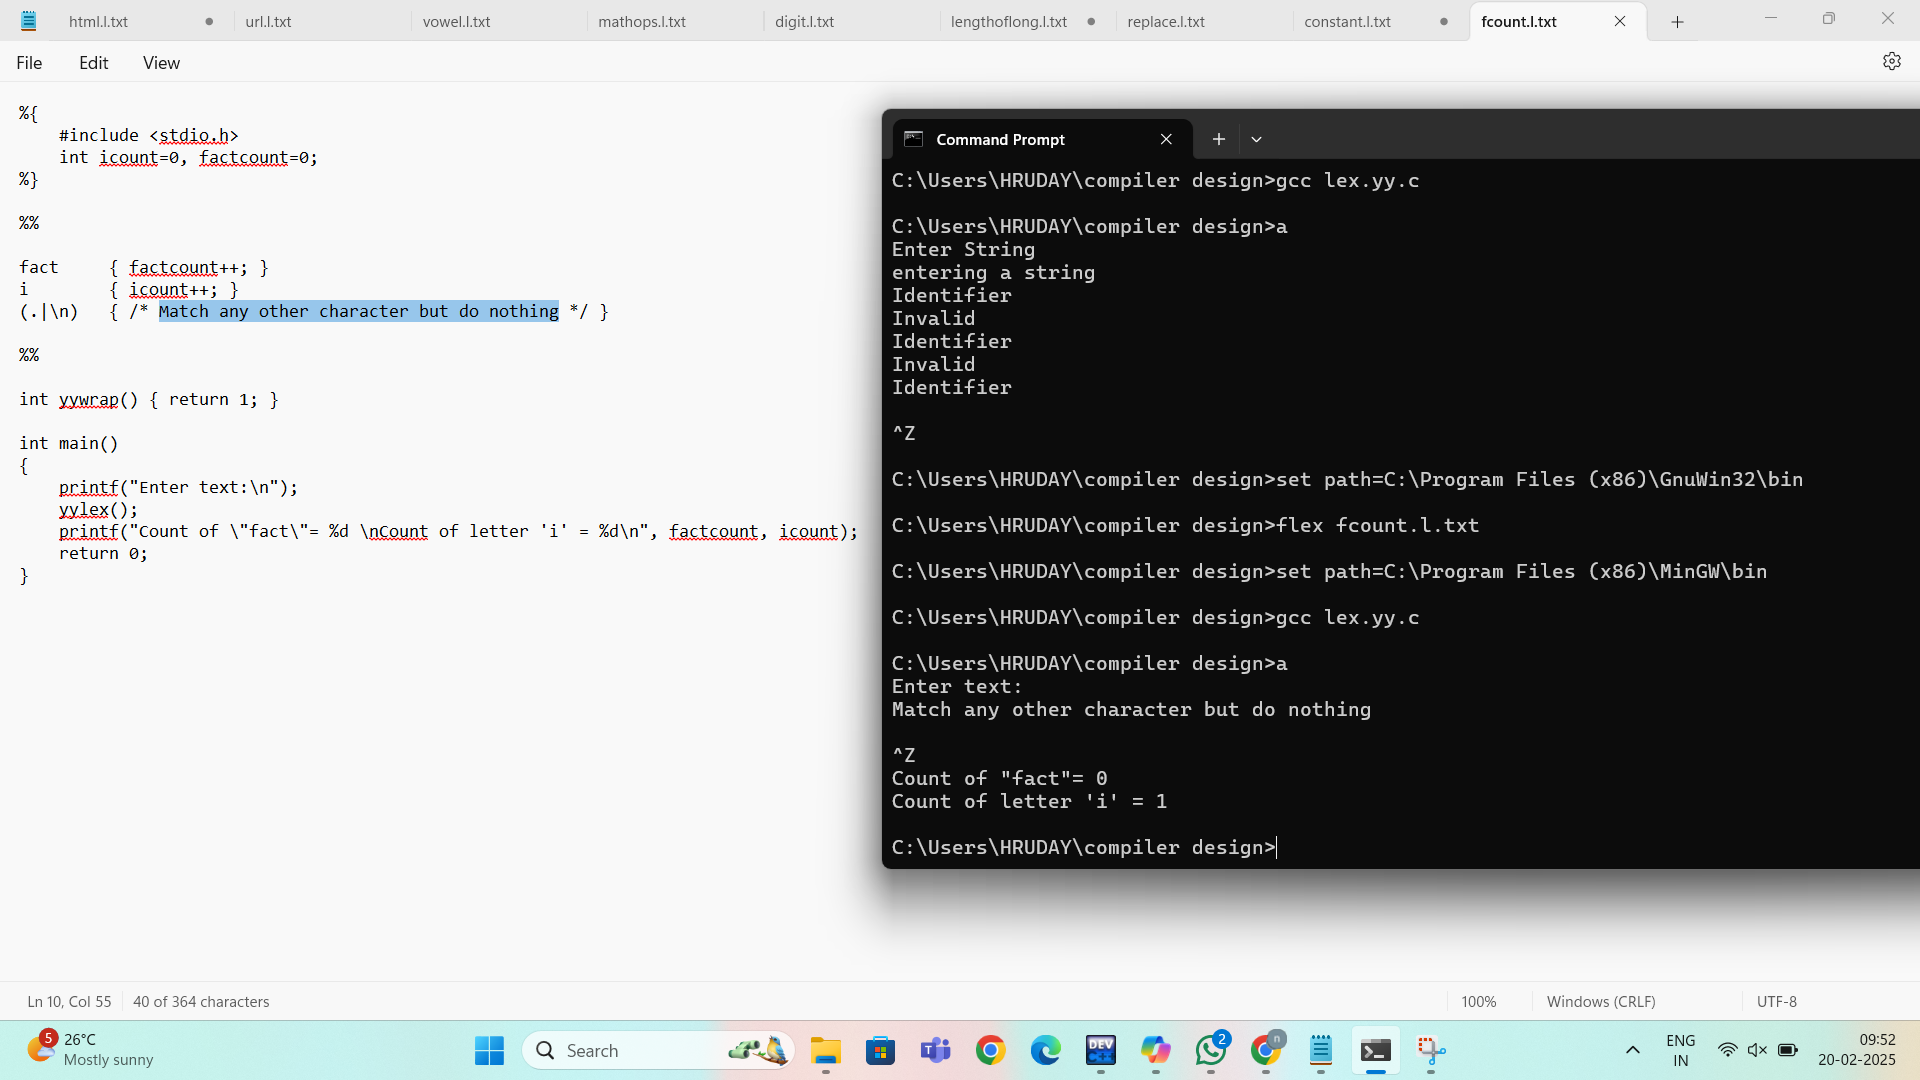 html.l.txt
url.l.txt
vowel.l.txt
mathops.l.txt
digit.l.txt
lengthoflong.l.txt
replace.l.txt
constant.l.txt
fcount.l.txt
File Edit View
%{
#include <stdio.h>
int icount=0, factcount=0;
%}
%%
fact { factcount++; }
i { icount++; }
(.|\n) { /* Match any other character but do nothing */ }
%%
int yywrap() { return 1; }
int main()
{
printf("Enter text:\n");
yylex();
printf("Count of \"fact\"= %d \nCount of letter 'i' = %d\n", factcount, icount);
return 0;
}
Command Prompt
C:\Users\HRUDAY\compiler design>gcc lex.yy.c
C:\Users\HRUDAY\compiler design>a
Enter String
entering a string
Identifier
Invalid
Identifier
Invalid
Identifier
^Z
C:\Users\HRUDAY\compiler design>set path=C:\Program Files (x86)\GnuWin32\bin
C:\Users\HRUDAY\compiler design>flex fcount.l.txt
C:\Users\HRUDAY\compiler design>set path=C:\Program Files (x86)\MinGW\bin
C:\Users\HRUDAY\compiler design>gcc lex.yy.c
C:\Users\HRUDAY\compiler design>a
Enter text:
Match any other character but do nothing
^Z
Count of "fact"= 0
Count of letter 'i' = 1
C:\Users\HRUDAY\compiler design>
Ln 10, Col 55
40 of 364 characters
100%
Windows (CRLF)
UTF-8
5
26°C
Mostly sunny
Search
T
DEV
C++
2
n
ENG
IN
09:52
20-02-2025